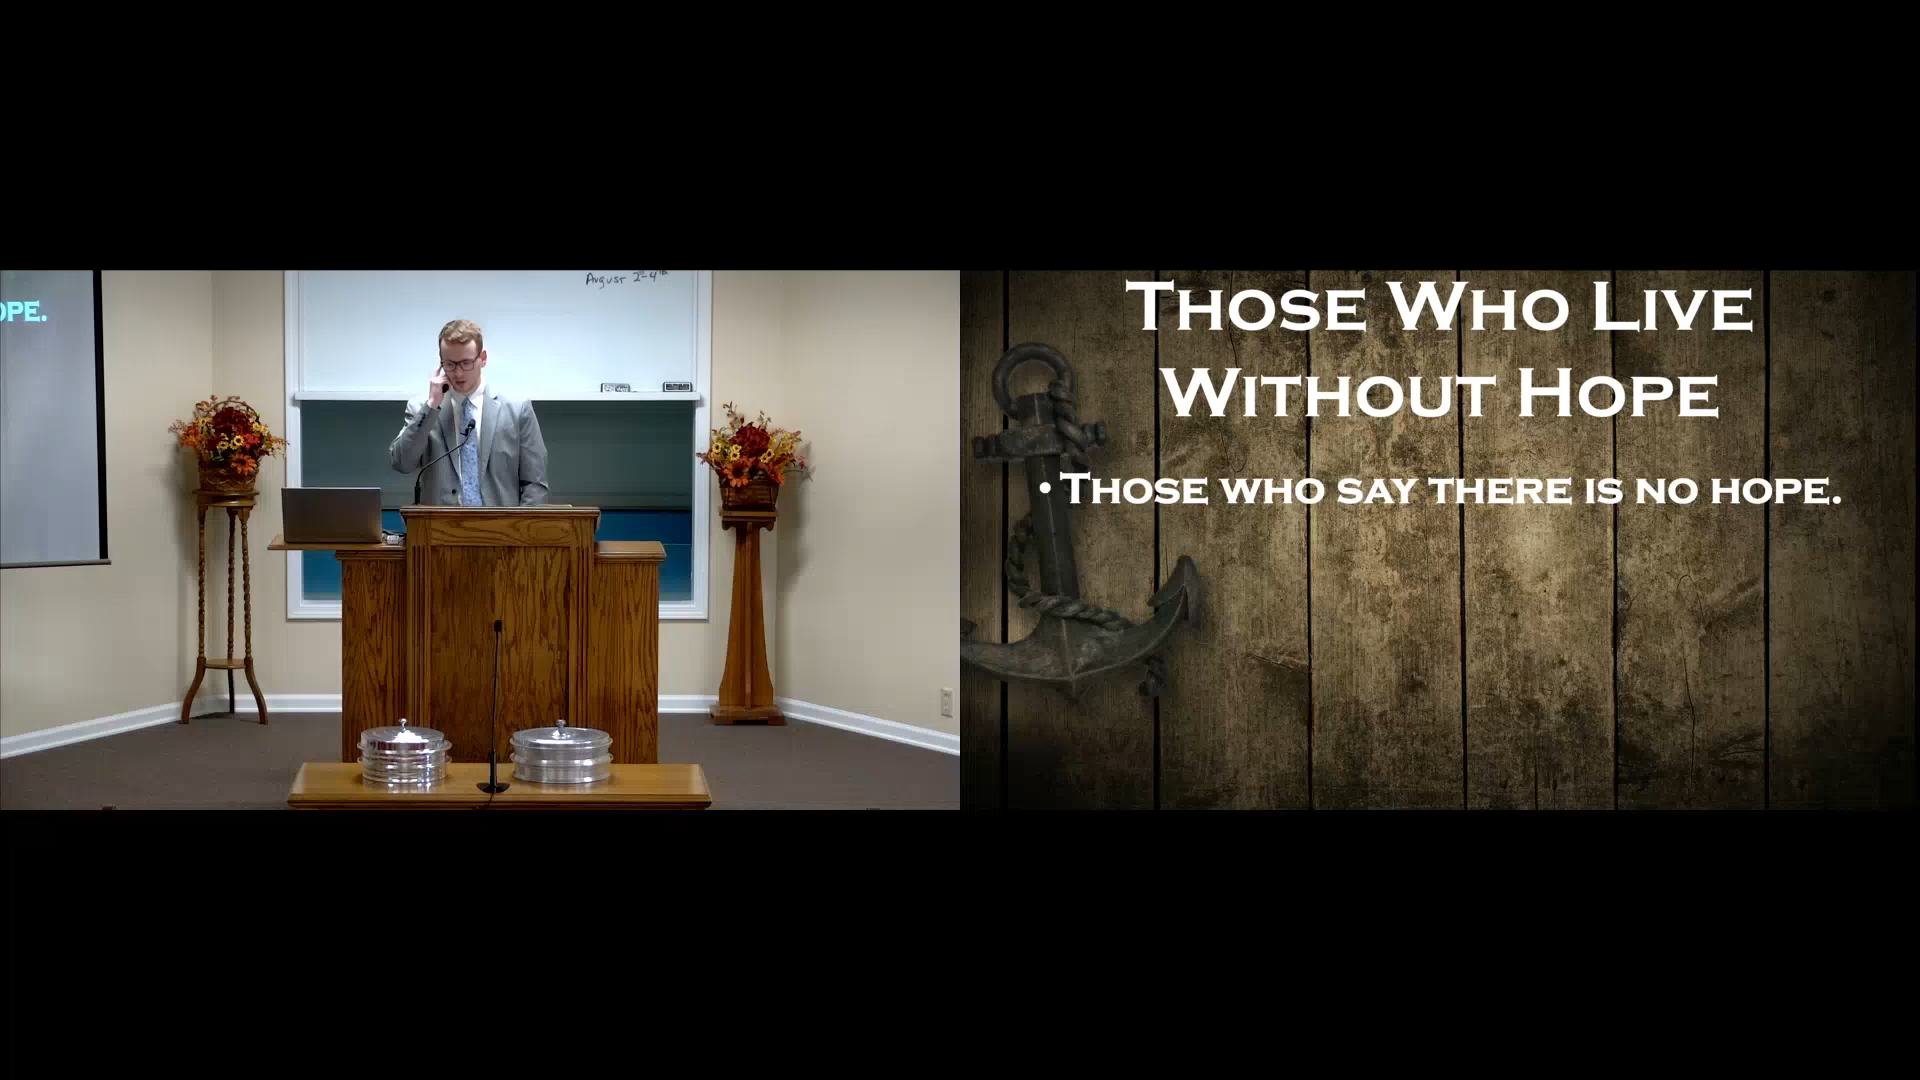 August 2-4th
OPE.
Those Who Live
Without Hope
• Those who say there is no hope.